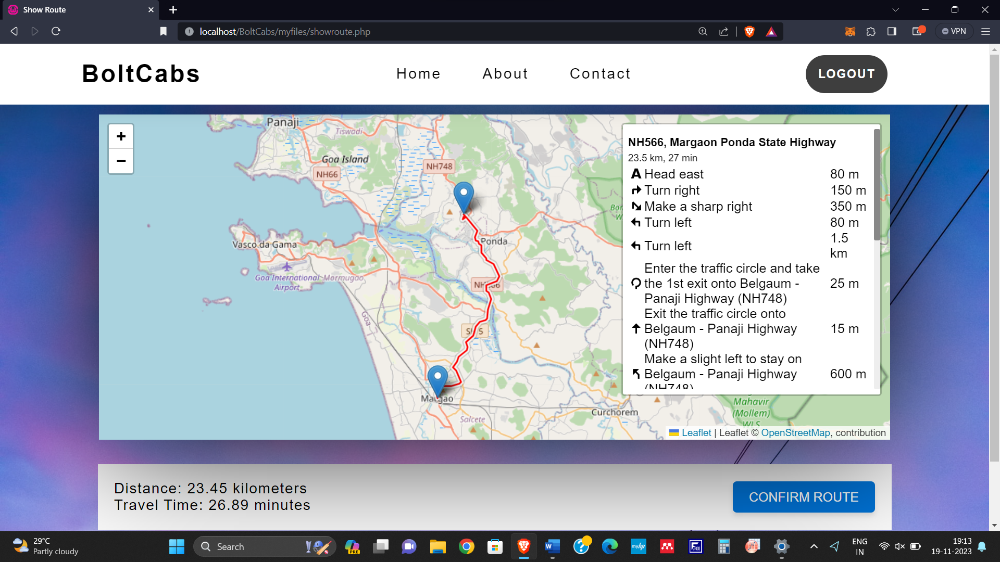 Show Route
localhost/BoltCabs/myfiles/showroute.php
VPN
BoltCabs
Home
About
Contact
LOGOUT
+
−
Panaji
Tiswadi
Goa Island
NH66
NH748
Vasco da Gama
Goa International
Airport
Mormugao
Ponda
Goa
Margao
Salcete
Curchorem
Mahavir
(Mollem)
WLS
NH566, Margaon Ponda State Highway
23.5 km, 27 min
A Head east 80 m
Turn right 150 m
Make a sharp right 350 m
Turn left 80 m
Turn left 1.5 km
Enter the traffic circle and take
the 1st exit onto Belgaum - 25 m
Panaji Highway (NH748)
Exit the traffic circle onto
Belgaum - Panaji Highway 15 m
(NH748)
Make a slight left to stay on
Belgaum - Panaji Highway 600 m
(NH748)
Leaflet | Leaflet © OpenStreetMap, contribution
Distance: 23.45 kilometers
Travel Time: 26.89 minutes
CONFIRM ROUTE
29°C
Partly cloudy
Search
PRE
W
myhp
ENG
IN
19:13
19-11-2023